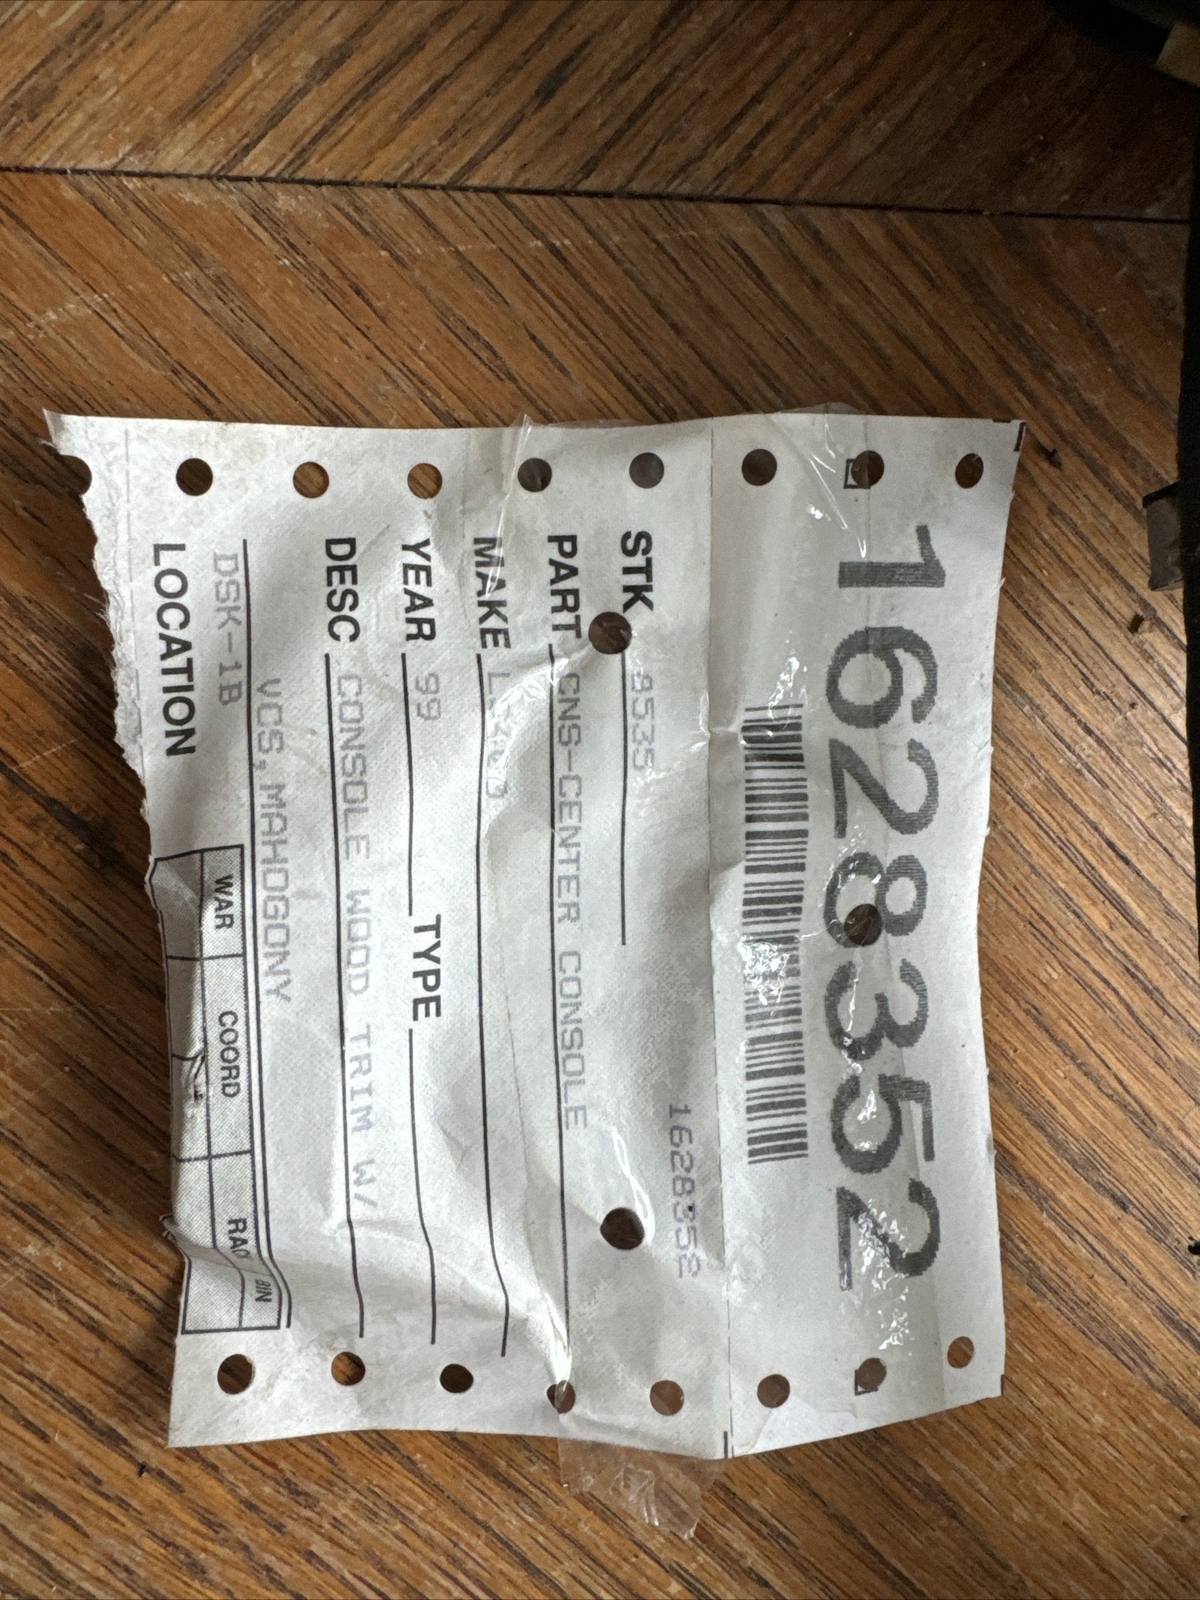 1628352
1628352
STK 8535
PART CNS-CENTER CONSOLE
MAKE
YEAR 99 TYPE
DESC CONSOLE WOOD TRIM W/
VCS, MAHOGONY
DSK-1B
LOCATION
WAR COORD BIN